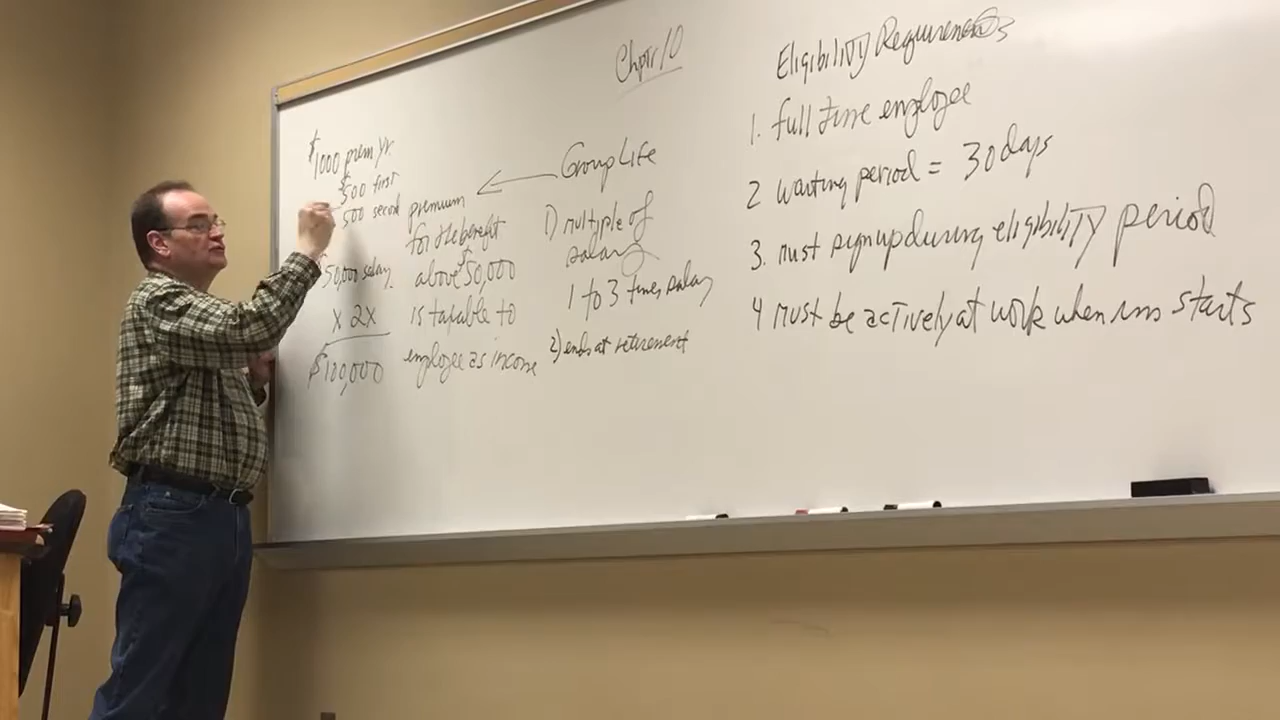 Chptr 10
$1000 prem yr.
$500 first
500 second
$50,000 salary
x 2x
$100,000
premium
for the benefit
above $50,000
is taxable to
employee as income
Group Life
1) multiple of
salary
1 to 3 times salary
2) ends at retirement
Eligibility Requirements
1. full time employee
2 waiting period = 30 days
3. must sign up during eligibility period
4 must be actively at work when ins starts